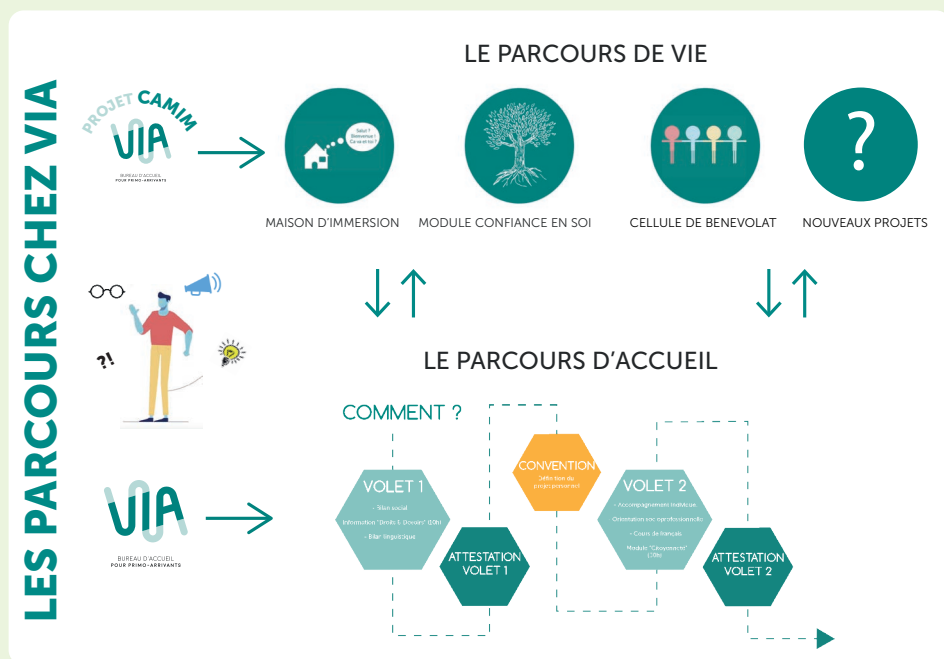 LES PARCOURS CHEZ VIA
LE PARCOURS DE VIE
PROJET CAMIM
VIA
BUREAU D'ACCUEIL
POUR PRIMO-ARRIVANTS
Salut ?
Bienvenue !
Ca va et toi ?
?
MAISON D'IMMERSION
MODULE CONFIANCE EN SOI
CELLULE DE BENEVOLAT
NOUVEAUX PROJETS
?!
LE PARCOURS D'ACCUEIL
COMMENT ?
VIA
BUREAU D'ACCUEIL
POUR PRIMO-ARRIVANTS
VOLET 1
- Bilan social
Information "Droits & Devoirs" (10h)
- Bilan linguistique
ATTESTATION
VOLET 1
CONVENTION
Définition du
projet personnel
VOLET 2
- Accompagnement individuel
Orientation socioprofessionnelle
- Cours de français
Module "Citoyenneté"
ATTESTATION
VOLET 2